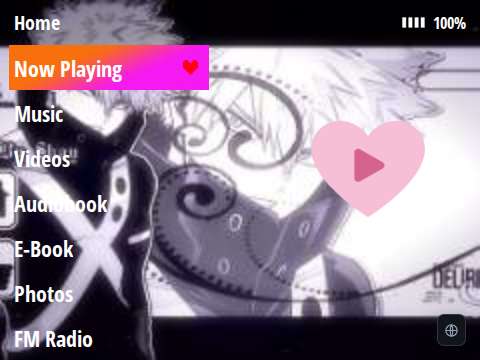 Home
100%
Now Playing
Music
Videos
Audiobook
E-Book
Photos
FM Radio